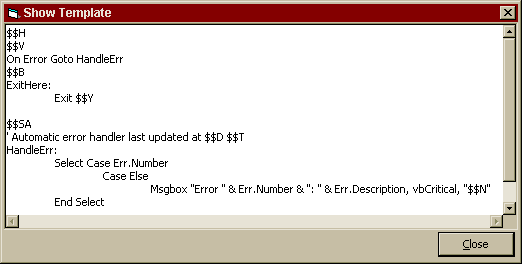 Show Template
$$H
$$V
On Error Goto HandleErr
$$B
ExitHere:
Exit $$Y
$$SA
' Automatic error handler last updated at $$D $$T
HandleErr:
Select Case Err.Number
Case Else
Msgbox "Error " & Err.Number & ": " & Err.Description, vbCritical, "$$N"
End Select
Close